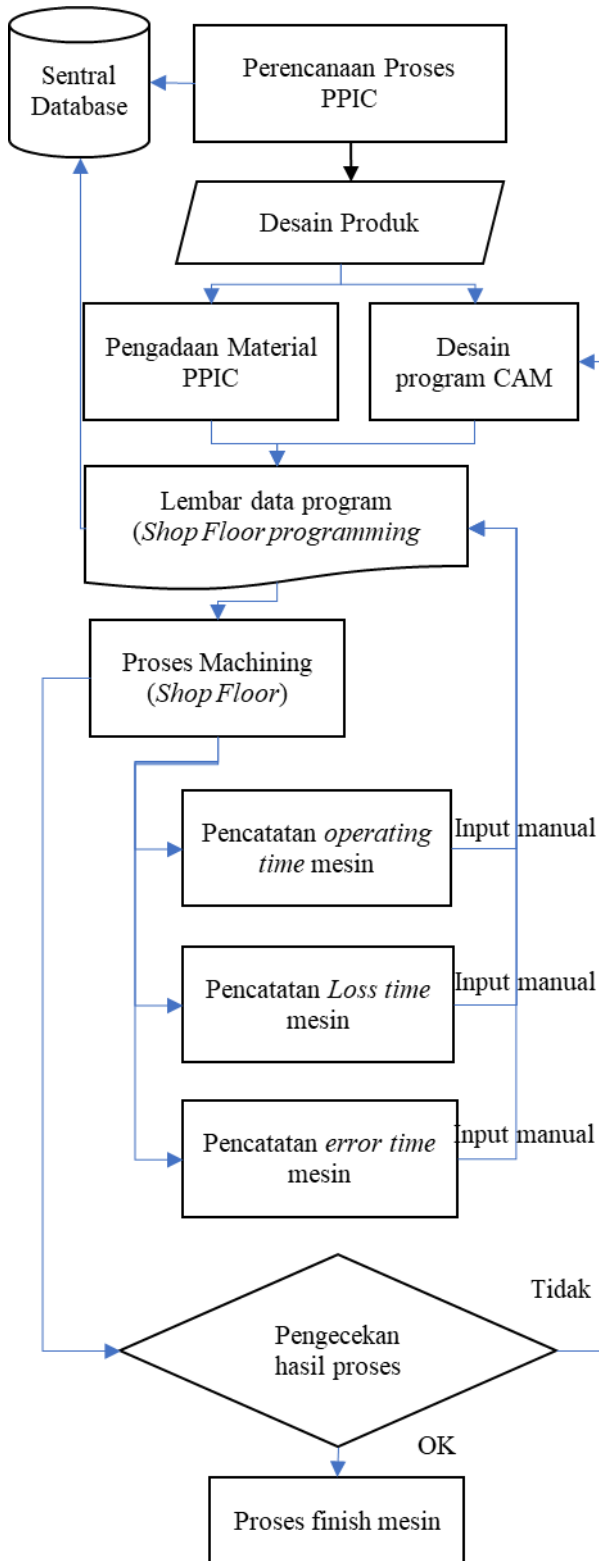 Sentral
Database
Perencanaan Proses
PPIC
Desain Produk
Pengadaan Material
PPIC
Desain
program CAM
Lembar data program
(Shop Floor programming
Proses Machining
(Shop Floor)
Pencatatan operating
time mesin
Input manual
Pencatatan Loss time
mesin
Input manual
Pencatatan error time
mesin
Input manual
Tidak
Pengecekan
hasil proses
OK
Proses finish mesin